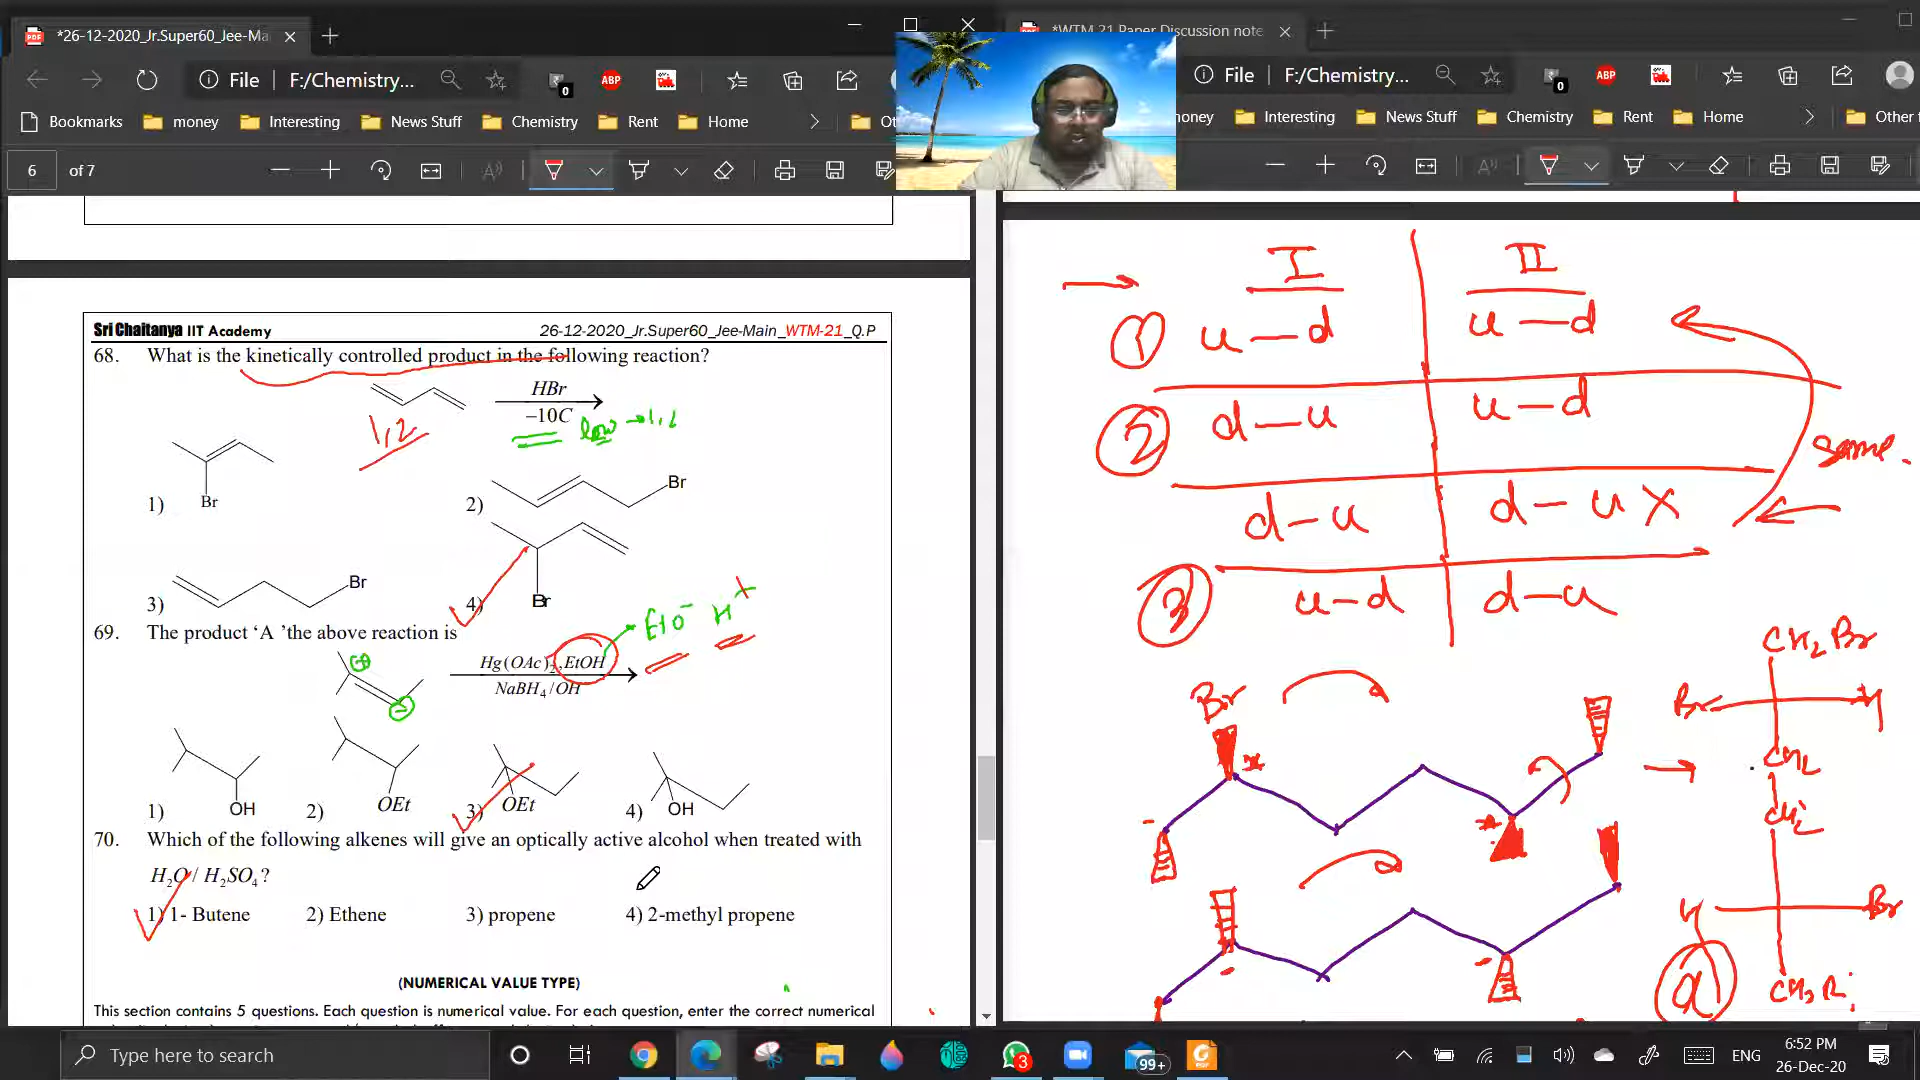 *26-12-2020_Jr.Super60_Jee-Ma
*WTM 21 Paper Discussion note
File F:/Chemistry...
File F:/Chemistry...
Bookmarks money Interesting News Stuff Chemistry Rent Home
Interesting News Stuff Chemistry Rent Home Other f
6 of 7
Sri Chaitanya IIT Academy 26-12-2020_Jr.Super60_Jee-Main_WTM-21_Q.P
68. What is the kinetically controlled product in the following reaction?
HBr
−10C
low → 1,2
1,2
1) Br
2) Br
3) Br
4) Br
69. The product ‘A ’the above reaction is
EtO⁻ H⁺
Hg(OAc)2,EtOH
NaBH4/OH
1) OH
2) OEt
3) OEt
4) OH
70. Which of the following alkenes will give an optically active alcohol when treated with
H2O / H2SO4?
1) 1- Butene 2) Ethene 3) propene 4) 2-methyl propene
(NUMERICAL VALUE TYPE)
This section contains 5 questions. Each question is numerical value. For each question, enter the correct numerical
I II
1 u—d u—d
2 d—u u—d
same.
d–u d–u X
3 u–d d–u
CH2Br
Br
Br H
CH2
CH2
H Br
a
Type here to search
3
99+
ENG
6:52 PM
26-Dec-20